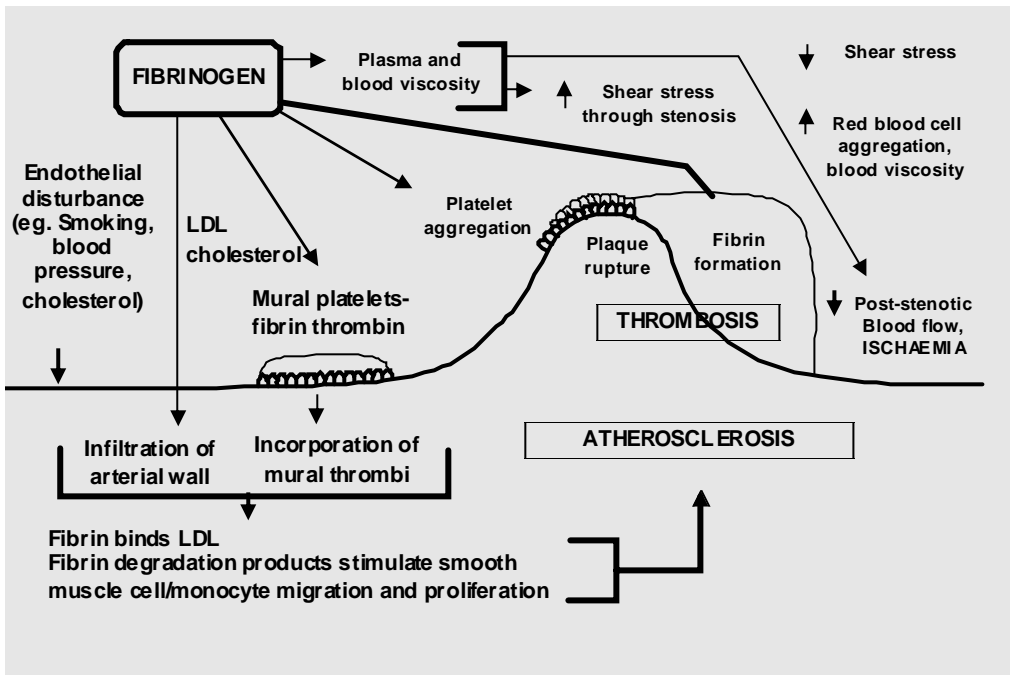 FIBRINOGEN
Plasma and
blood viscosity
Shear stress
through stenosis
Shear stress
Red blood cell
aggregation,
blood viscosity
Endothelial
disturbance
(eg. Smoking,
blood
pressure,
cholesterol)
LDL
cholesterol
Mural platelets-
fibrin thrombin
Platelet
aggregation
Plaque
rupture
Fibrin
formation
THROMBOSIS
Post-stenotic
Blood flow,
ISCHAEMIA
ATHEROSCLEROSIS
Infiltration of
arterial wall
Incorporation of
mural thrombi
Fibrin binds LDL
Fibrin degradation products stimulate smooth
muscle cell/monocyte migration and proliferation